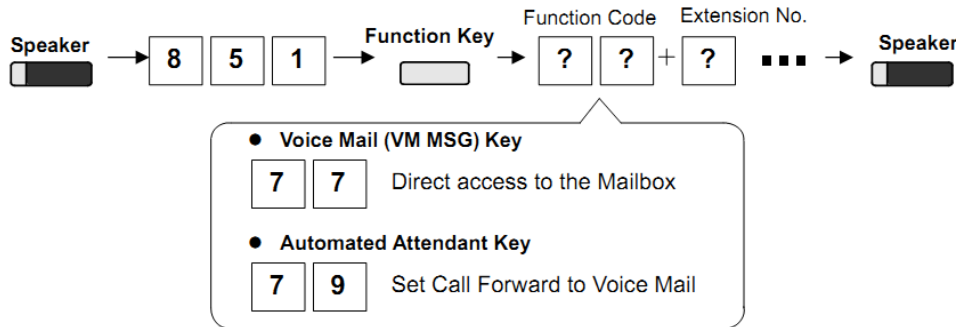 Function Code Extension No.
Speaker 8 5 1 Function Key ? ? + ? ... Speaker
● Voice Mail (VM MSG) Key
7 7 Direct access to the Mailbox
● Automated Attendant Key
7 9 Set Call Forward to Voice Mail